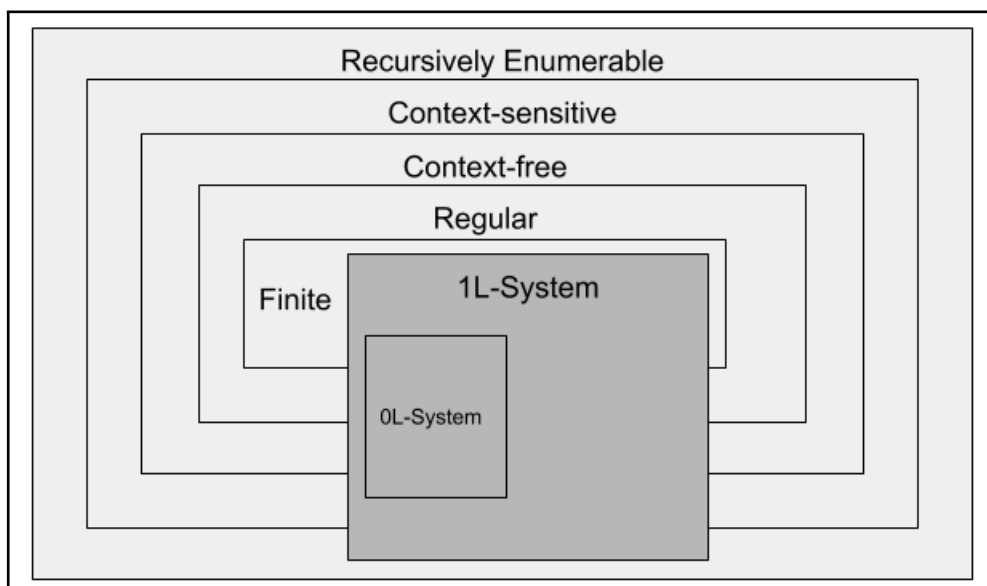 Recursively Enumerable
Context-sensitive
Context-free
Regular
Finite
1L-System
0L-System